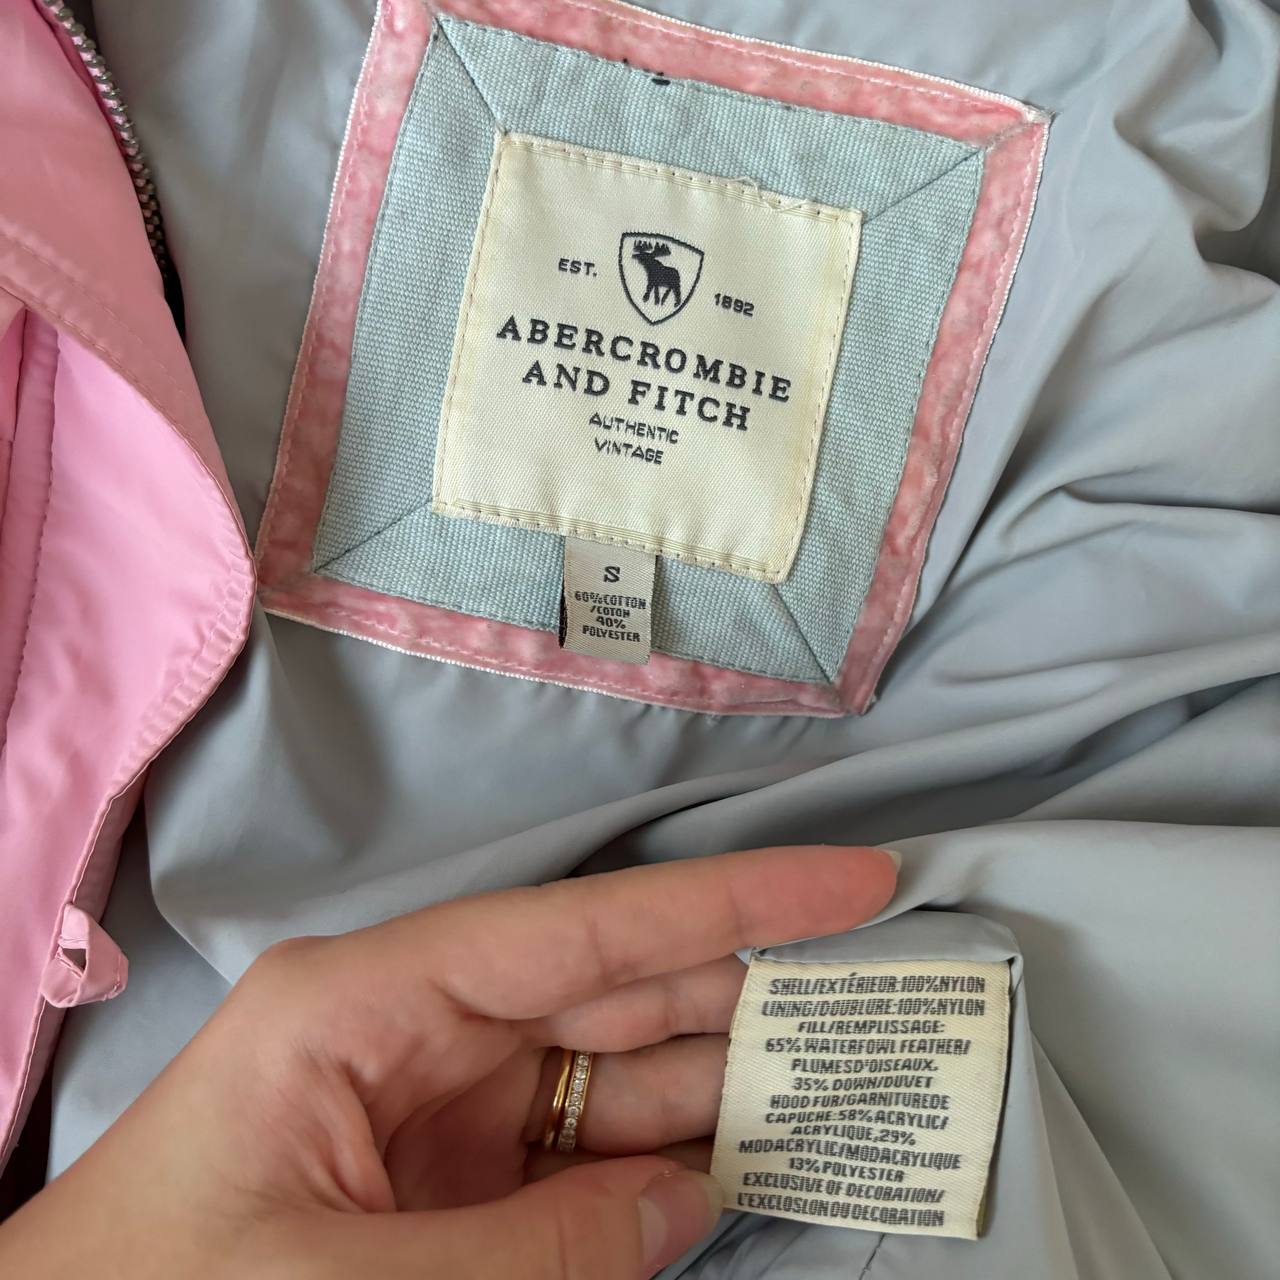 EST. 1892
ABERCROMBIE
AND FITCH
AUTHENTIC
VINTAGE
S
60%COTTON
/COTON
40%
POLYESTER
SHELL/EXTÉRIEUR:100%NYLON
LINING/DOUBLURE:100%NYLON
FILL/REMPLISSAGE:
65% WATERFOWL FEATHER/
PLUMESD'OISEAUX.
35% DOWN/DUVET
HOOD FUR/GARNITUREDE
CAPUCHE:58%ACRYLIC/
ACRYLIQUE,29%
MODACRYLIC/MODACRYLIQUE
13%POLYESTER
EXCLUSIVE OF DECORATION/
L'EXCLOSLONDUDECORATION